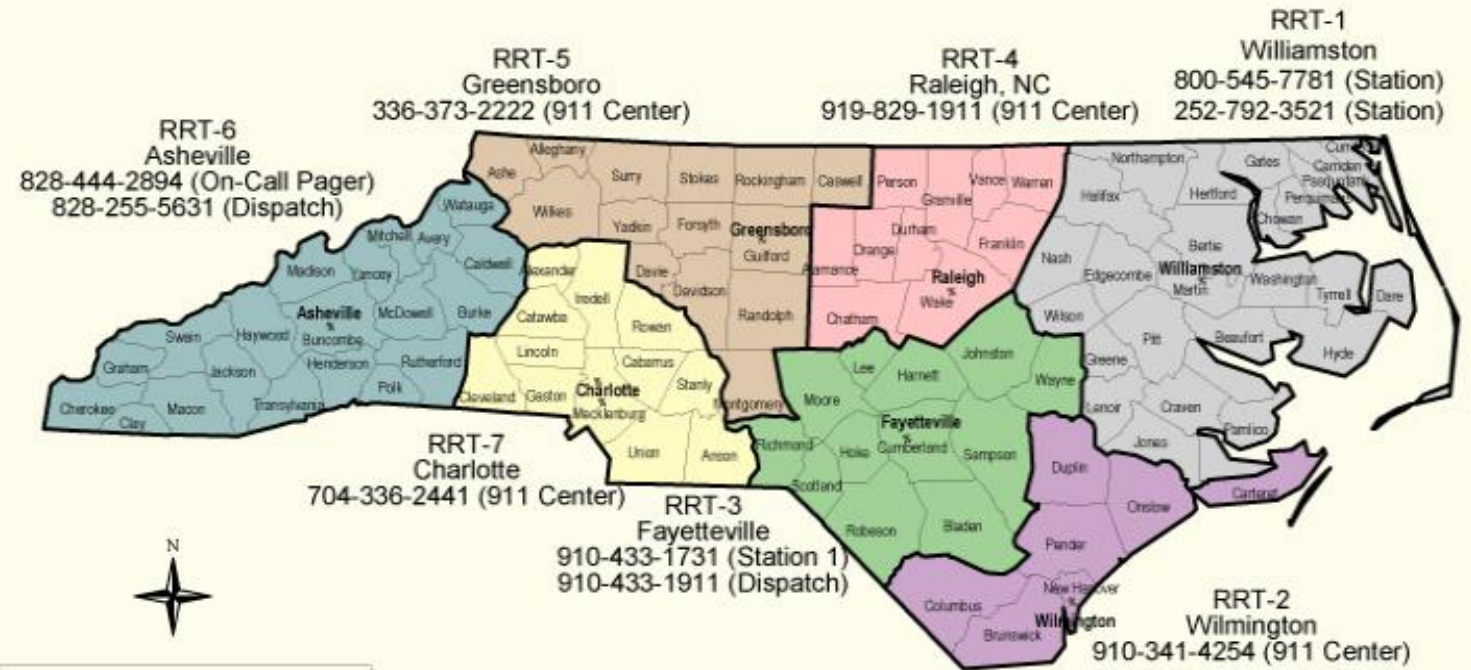 RRT-1
Williamston
800-545-7781 (Station)
252-792-3521 (Station)
RRT-5
Greensboro
336-373-2222 (911 Center)
RRT-4
Raleigh, NC
919-829-1911 (911 Center)
RRT-6
Asheville
828-444-2894 (On-Call Pager)
828-255-5631 (Dispatch)
Alleghany
Ashe
Surry
Stokes
Rockingham
Caswell
Wilkes
Yadkin
Forsyth
Greensboro
Guilford
Davie
Davidson
Randolph
Montgomery
Person
Granville
Vance
Warren
Durham
Orange
Franklin
Alamance
Raleigh
Wake
Chatham
Northampton
Gates
Camden
Pasquotank
Perquimans
Halifax
Hertford
Chowan
Bertie
Nash
Edgecombe
Williamston
Martin
Washington
Tyrrell
Dare
Wilson
Pitt
Beaufort
Hyde
Greene
Lenoir
Craven
Pamlico
Jones
Watauga
Mitchell
Avery
Caldwell
Madison
Yancey
Asheville
McDowell
Burke
Buncombe
Swain
Haywood
Henderson
Rutherford
Graham
Jackson
Polk
Cherokee
Macon
Transylvania
Clay
Alexander
Iredell
Catawba
Rowan
Lincoln
Cabarrus
Stanly
Charlotte
Cleveland
Gaston
Mecklenburg
Union
Anson
Johnston
Lee
Harnett
Wayne
Moore
Fayetteville
Richmond
Hoke
Cumberland
Sampson
Scotland
Robeson
Bladen
Duplin
Onslow
Carteret
Pender
New Hanover
Columbus
Wilmington
Brunswick
RRT-7
Charlotte
704-336-2441 (911 Center)
RRT-3
Fayetteville
910-433-1731 (Station 1)
910-433-1911 (Dispatch)
N
RRT-2
Wilmington
910-341-4254 (911 Center)